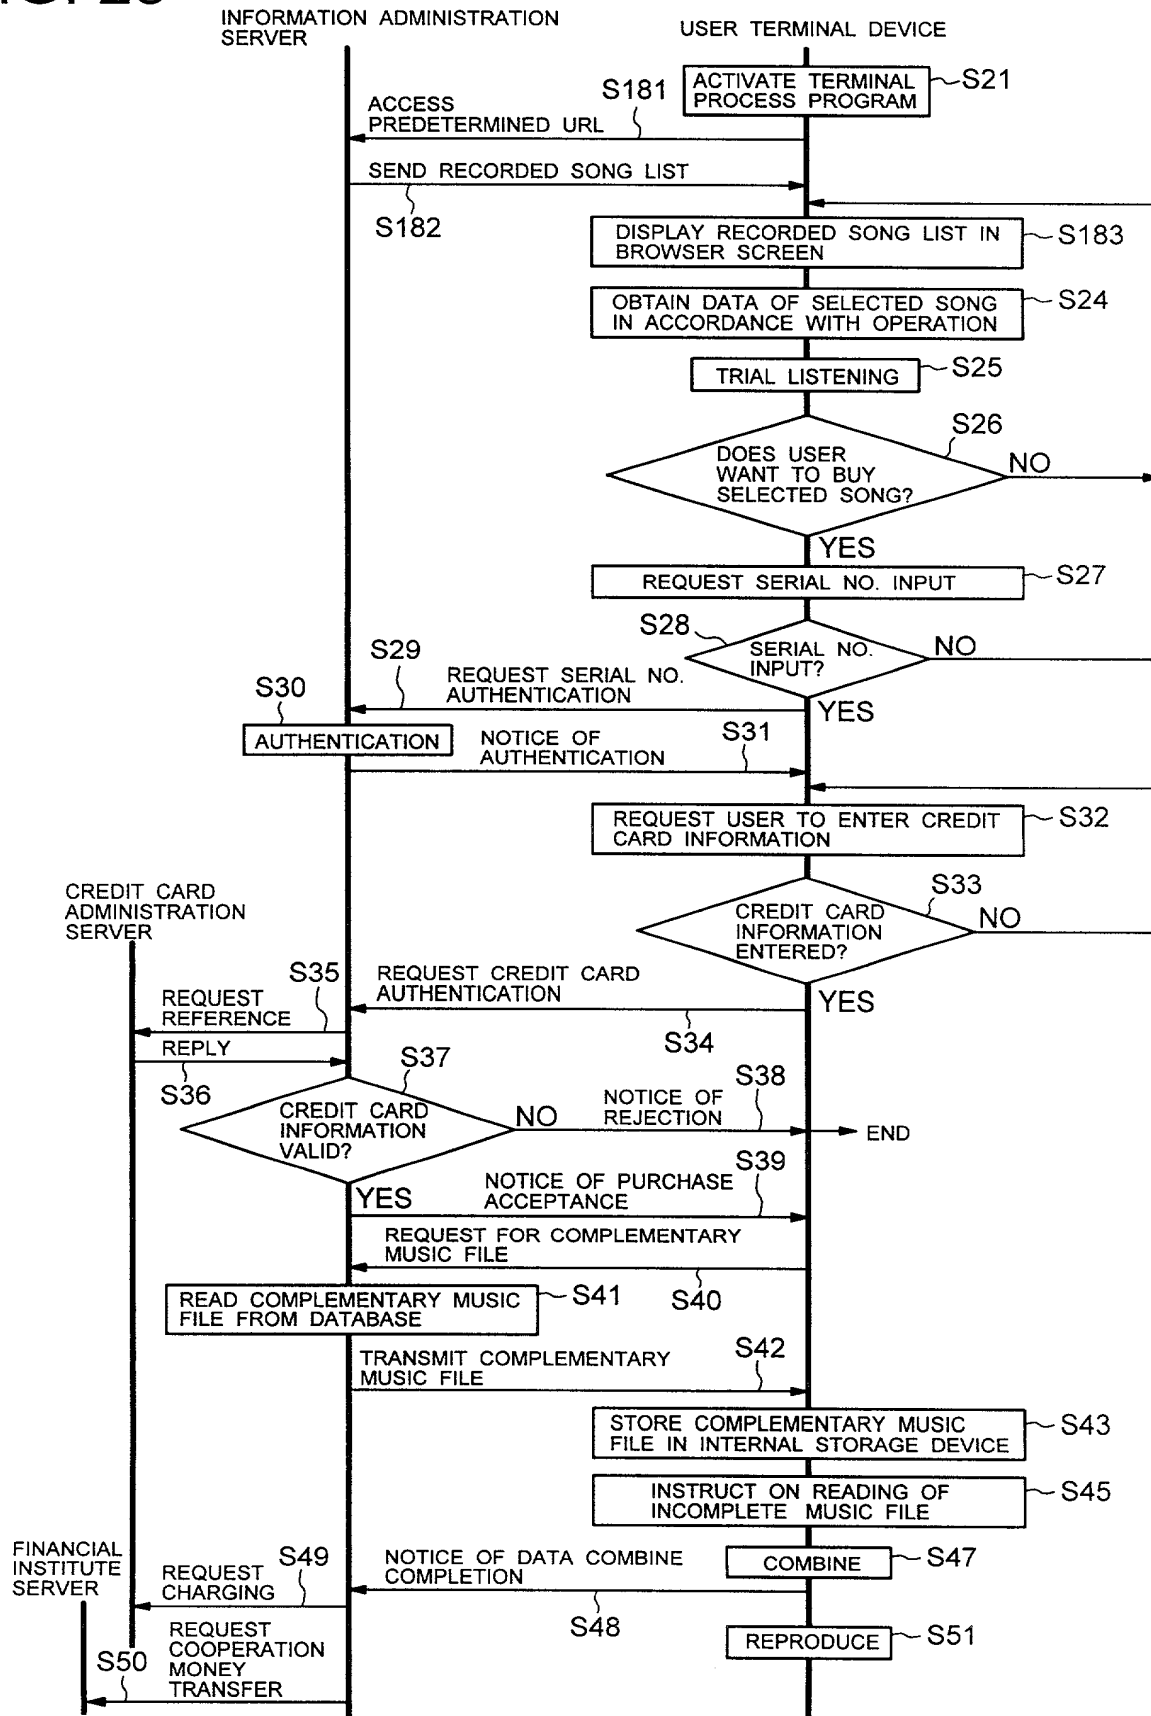 INFORMATION ADMINISTRATION
SERVER
USER TERMINAL DEVICE
ACTIVATE TERMINAL
PROCESS PROGRAM
S21
S181
ACCESS
PREDETERMINED URL
SEND RECORDED SONG LIST
S182
DISPLAY RECORDED SONG LIST IN
BROWSER SCREEN
S183
OBTAIN DATA OF SELECTED SONG
IN ACCORDANCE WITH OPERATION
S24
TRIAL LISTENING
S25
S26
DOES USER
WANT TO BUY
SELECTED SONG?
NO
YES
REQUEST SERIAL NO. INPUT
S27
S28
SERIAL NO.
INPUT?
NO
S29
REQUEST SERIAL NO.
AUTHENTICATION
YES
S30
AUTHENTICATION
NOTICE OF
AUTHENTICATION
S31
REQUEST USER TO ENTER CREDIT
CARD INFORMATION
S32
CREDIT CARD
ADMINISTRATION
SERVER
S33
CREDIT CARD
INFORMATION
ENTERED?
NO
S35
REQUEST CREDIT CARD
AUTHENTICATION
YES
REQUEST
REFERENCE
S34
REPLY
S36
S37
CREDIT CARD
INFORMATION
VALID?
NO
NOTICE OF
REJECTION
S38
END
YES
NOTICE OF PURCHASE
ACCEPTANCE
S39
REQUEST FOR COMPLEMENTARY
MUSIC FILE
S40
READ COMPLEMENTARY MUSIC
FILE FROM DATABASE
S41
TRANSMIT COMPLEMENTARY
MUSIC FILE
S42
STORE COMPLEMENTARY MUSIC
FILE IN INTERNAL STORAGE DEVICE
S43
INSTRUCT ON READING OF
INCOMPLETE MUSIC FILE
S45
FINANCIAL
INSTITUTE
SERVER
S49
REQUEST
CHARGING
NOTICE OF DATA COMBINE
COMPLETION
COMBINE
S47
S48
REQUEST
COOPERATION
MONEY
TRANSFER
S50
REPRODUCE
S51